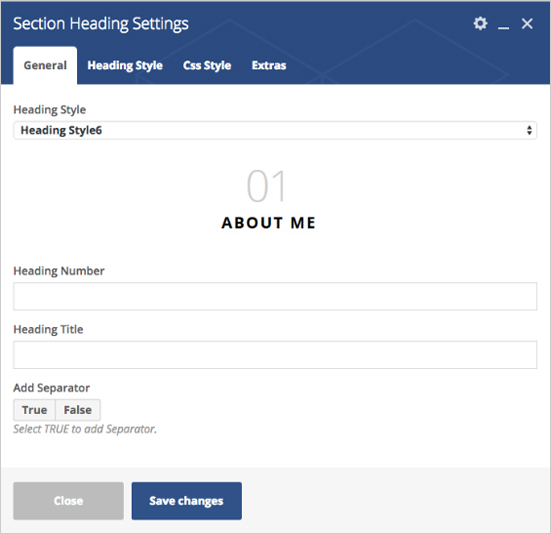 Section Heading Settings
General Heading Style Css Style Extras
Heading Style
Heading Style6
01
ABOUT ME
Heading Number
Heading Title
Add Separator
True False
Select TRUE to add Separator.
Close Save changes